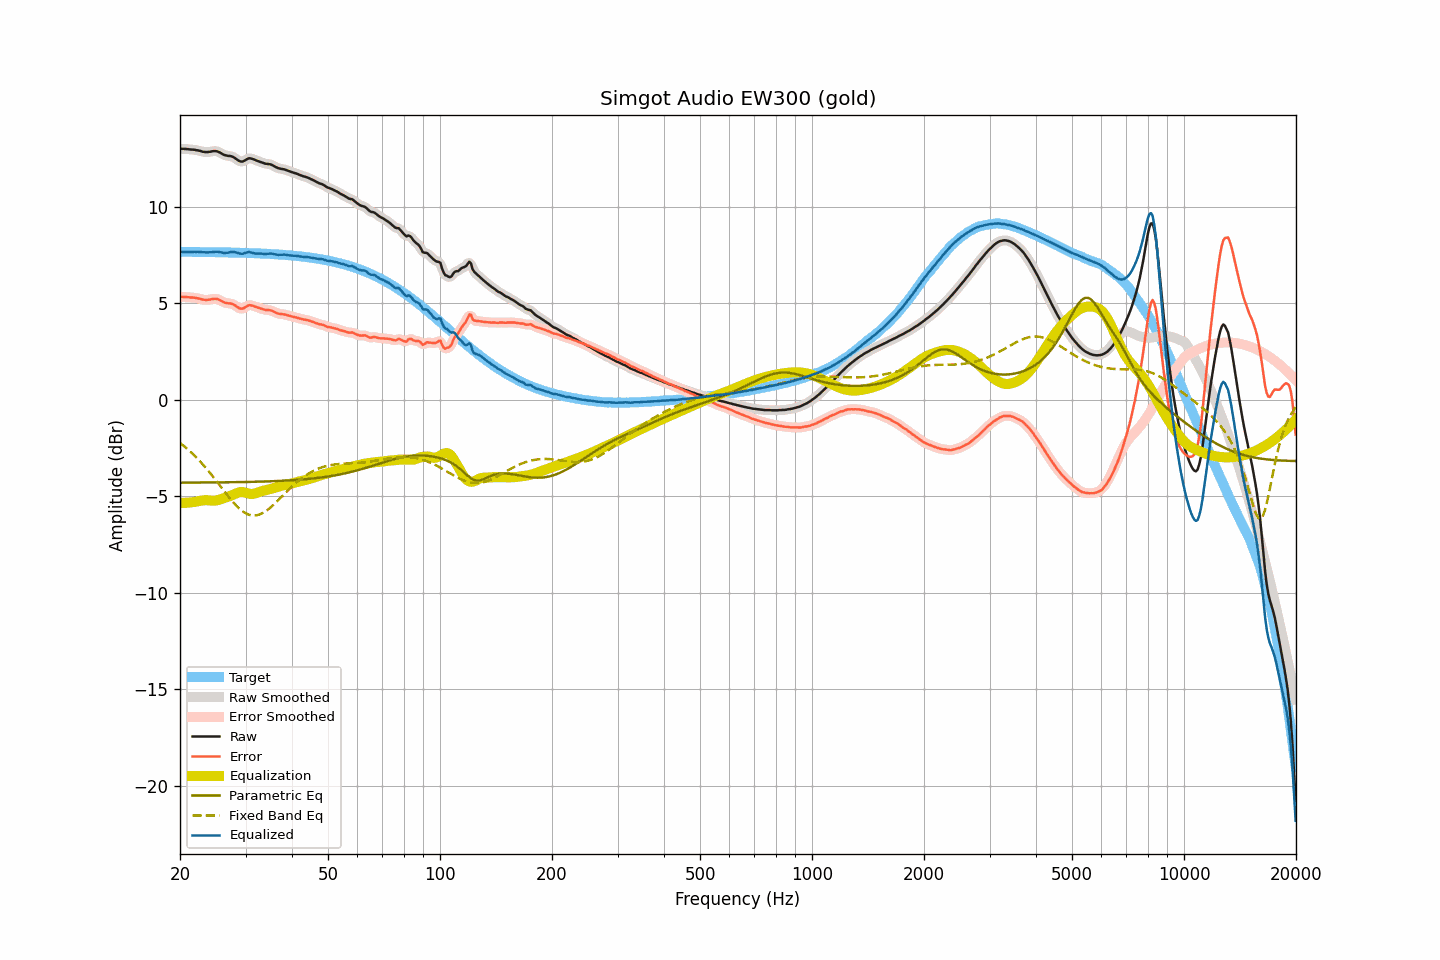 Simgot Audio EW300 (gold)
Amplitude (dBr)
10
5
0
−5
−10
−15
−20
Target
Raw Smoothed
Error Smoothed
Raw
Error
Equalization
Parametric Eq
Fixed Band Eq
Equalized
20 50 100 200 500 1000 2000 5000 10000 20000
Frequency (Hz)